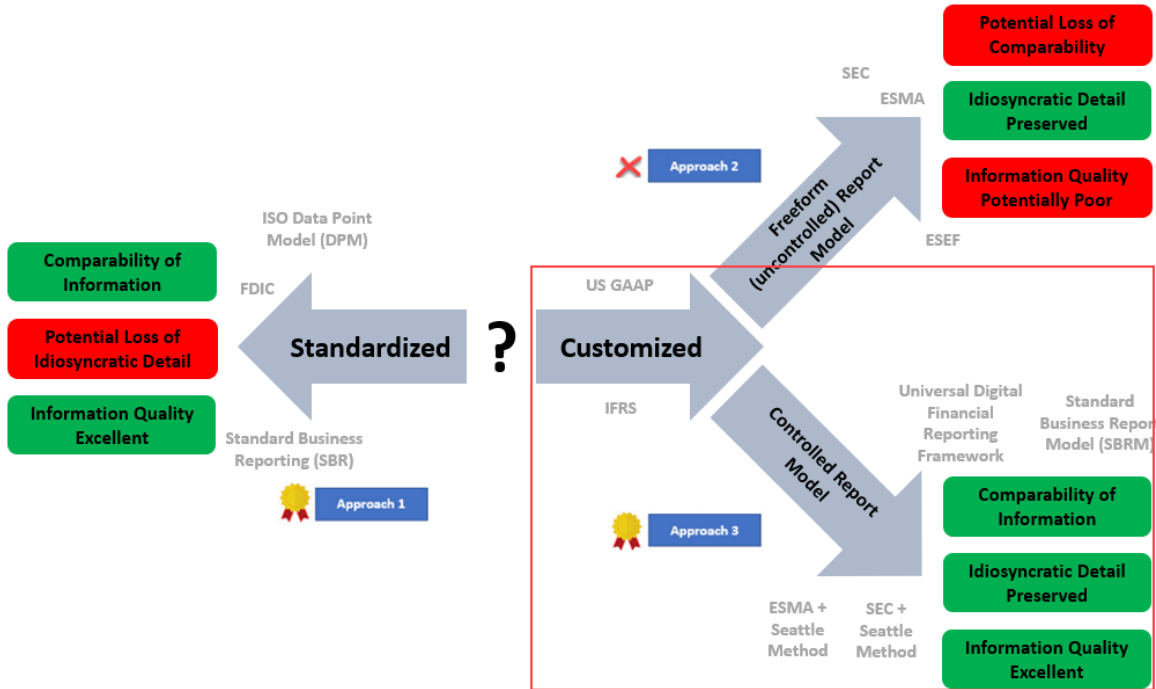 Potential Loss of
Comparability
SEC
ESMA
Idiosyncratic Detail
Preserved
Approach 2
Information Quality
Potentially Poor
Freeform
(uncontrolled) Report
Model
ESEF
ISO Data Point
Model (DPM)
Comparability of
Information
FDIC
Potential Loss of
Idiosyncratic Detail
Standardized
?
US GAAP
Customized
IFRS
Information Quality
Excellent
Standard Business
Reporting (SBR)
Approach 1
Controlled Report
Model
Universal Digital
Financial
Reporting
Framework
Standard
Business Report
Model (SBRM)
Approach 3
Comparability of
Information
Idiosyncratic Detail
Preserved
ESMA +
Seattle
Method
SEC +
Seattle
Method
Information Quality
Excellent